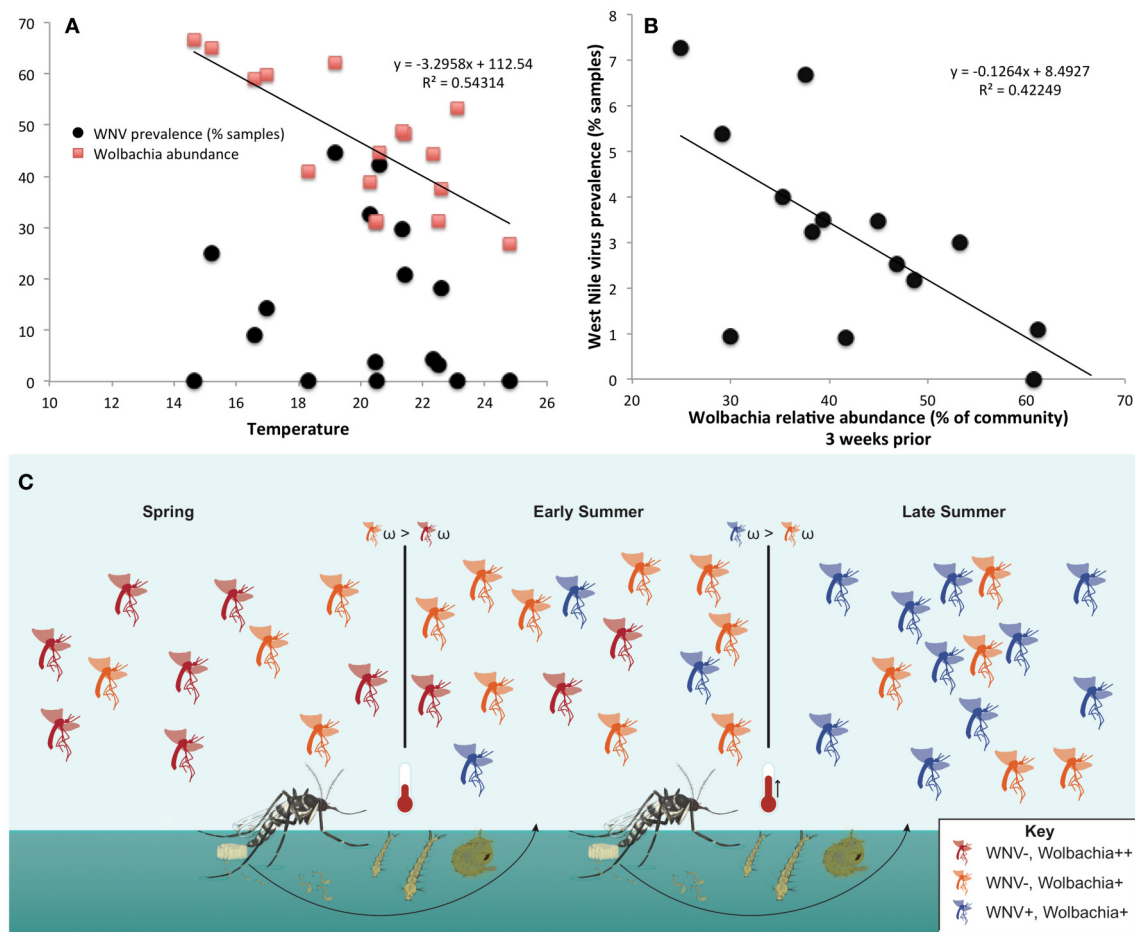 A
70
60
50
40
30
20
10
0
y = -3.2958x + 112.54
R² = 0.54314
WNV prevalence (% samples)
Wolbachia abundance
10 12 14 16 18 20 22 24 26
Temperature
B
West Nile virus prevalence (% samples)
8
7
6
5
4
3
2
1
0
y = -0.1264x + 8.4927
R² = 0.42249
20 30 40 50 60 70
Wolbachia relative abundance (% of community)
3 weeks prior
C
Spring
Early Summer
Late Summer
ω > ω
ω > ω
Key
WNV-, Wolbachia++
WNV-, Wolbachia+
WNV+, Wolbachia+